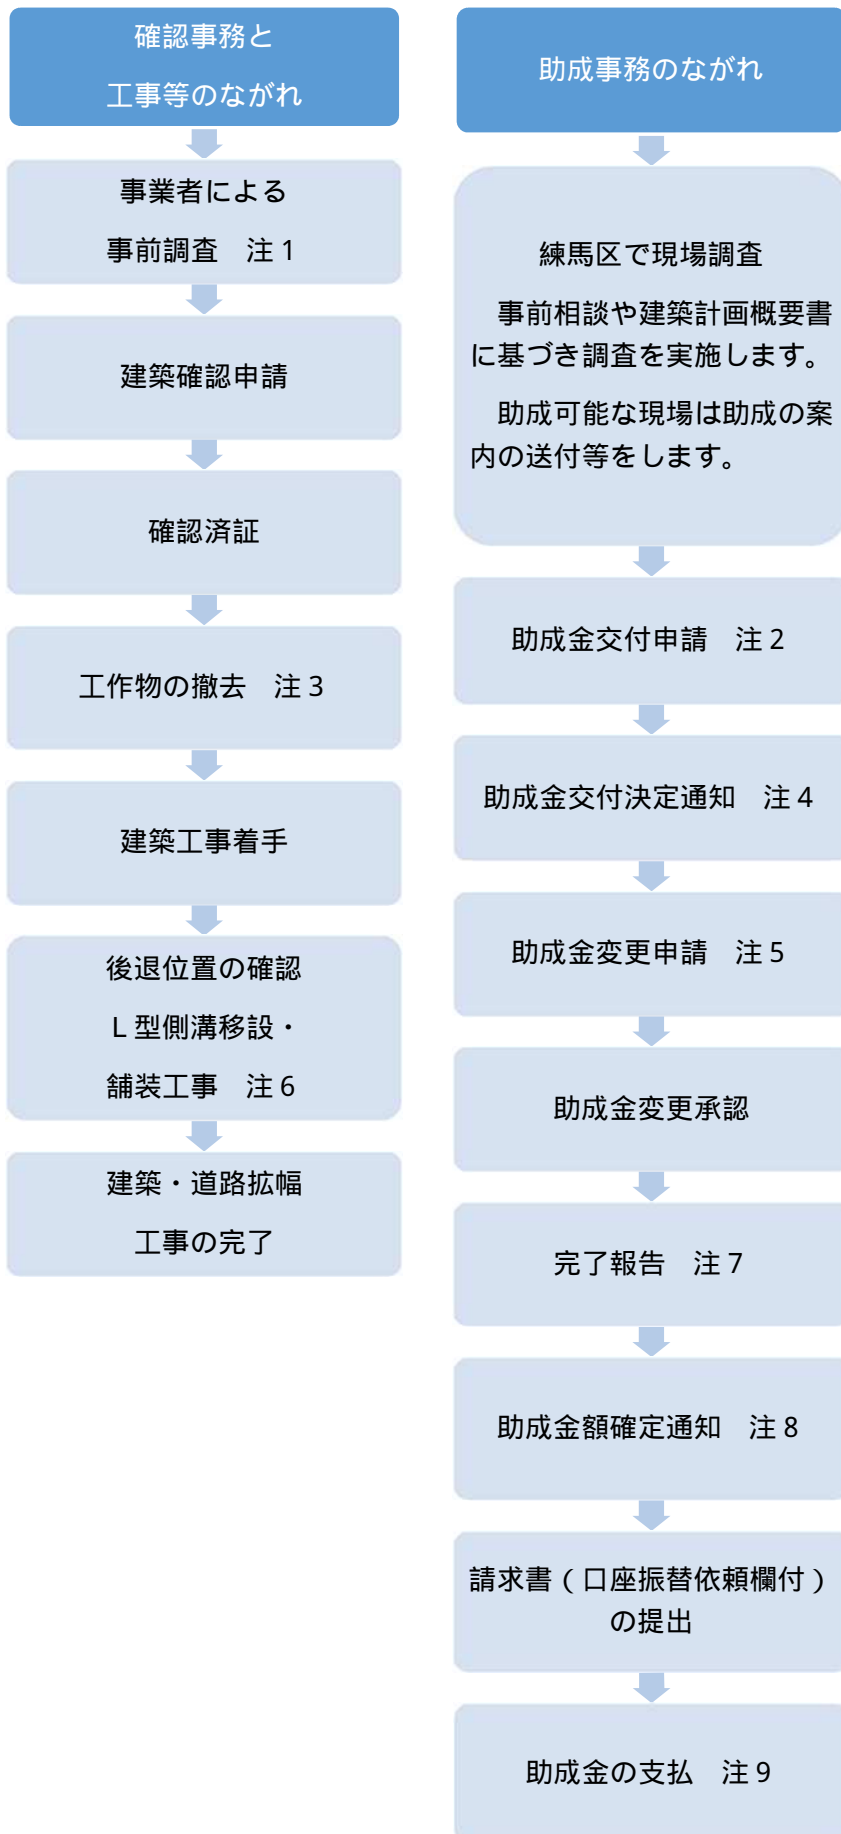 確認事務と
工事等のながれ
事業者による
事前調査　注１
建築確認申請
確認済証
工作物の撤去　注３
建築工事着手
後退位置の確認
Ｌ型側溝移設・
舗装工事　注６
建築・道路拡幅
工事の完了
助成事務のながれ
練馬区で現場調査
　事前相談や建築計画概要書
に基づき調査を実施します。
　助成可能な現場は助成の案
内の送付等をします。
助成金交付申請　注２
助成金交付決定通知　注４
助成金変更申請　注５
助成金変更承認
完了報告　注７
助成金額確定通知　注８
請求書（口座振替依頼欄付）
の提出
助成金の支払　注９